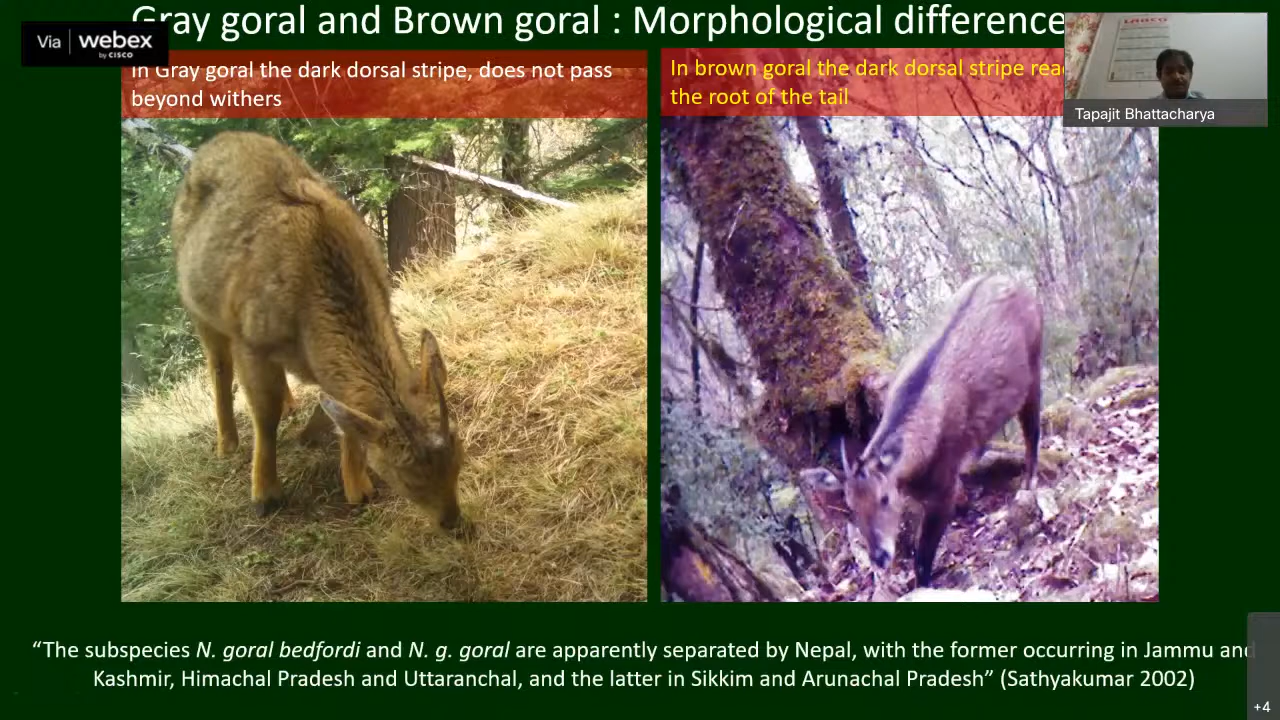 Gray goral and Brown goral : Morphological difference
Via webex
by CISCO
In Gray goral the dark dorsal stripe, does not pass
beyond withers
In brown goral the dark dorsal stripe
the root of the tail
LABCO
Tapajit Bhattacharya
“The subspecies N. goral bedfordi and N. g. goral are apparently separated by Nepal, with the former occurring in Jammu and
Kashmir, Himachal Pradesh and Uttaranchal, and the latter in Sikkim and Arunachal Pradesh” (Sathyakumar 2002)
+4